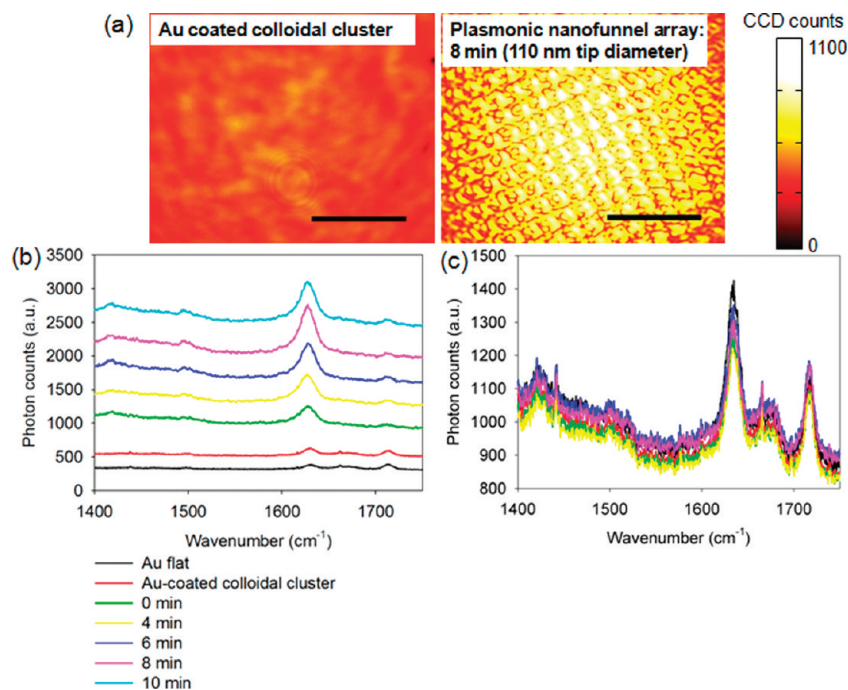 (a)
Au coated colloidal cluster
Plasmonic nanofunnel array:
8 min (110 nm tip diameter)
CCD counts
1100
0
(b)
Photon counts (a.u.)
3500
3000
2500
2000
1500
1000
500
0
1400 1500 1600 1700
Wavenumber (cm⁻¹)
(c)
Photon counts (a.u.)
1500
1400
1300
1200
1100
1000
900
800
1400 1500 1600 1700
Wavenumber (cm⁻¹)
Au flat
Au-coated colloidal cluster
0 min
4 min
6 min
8 min
10 min